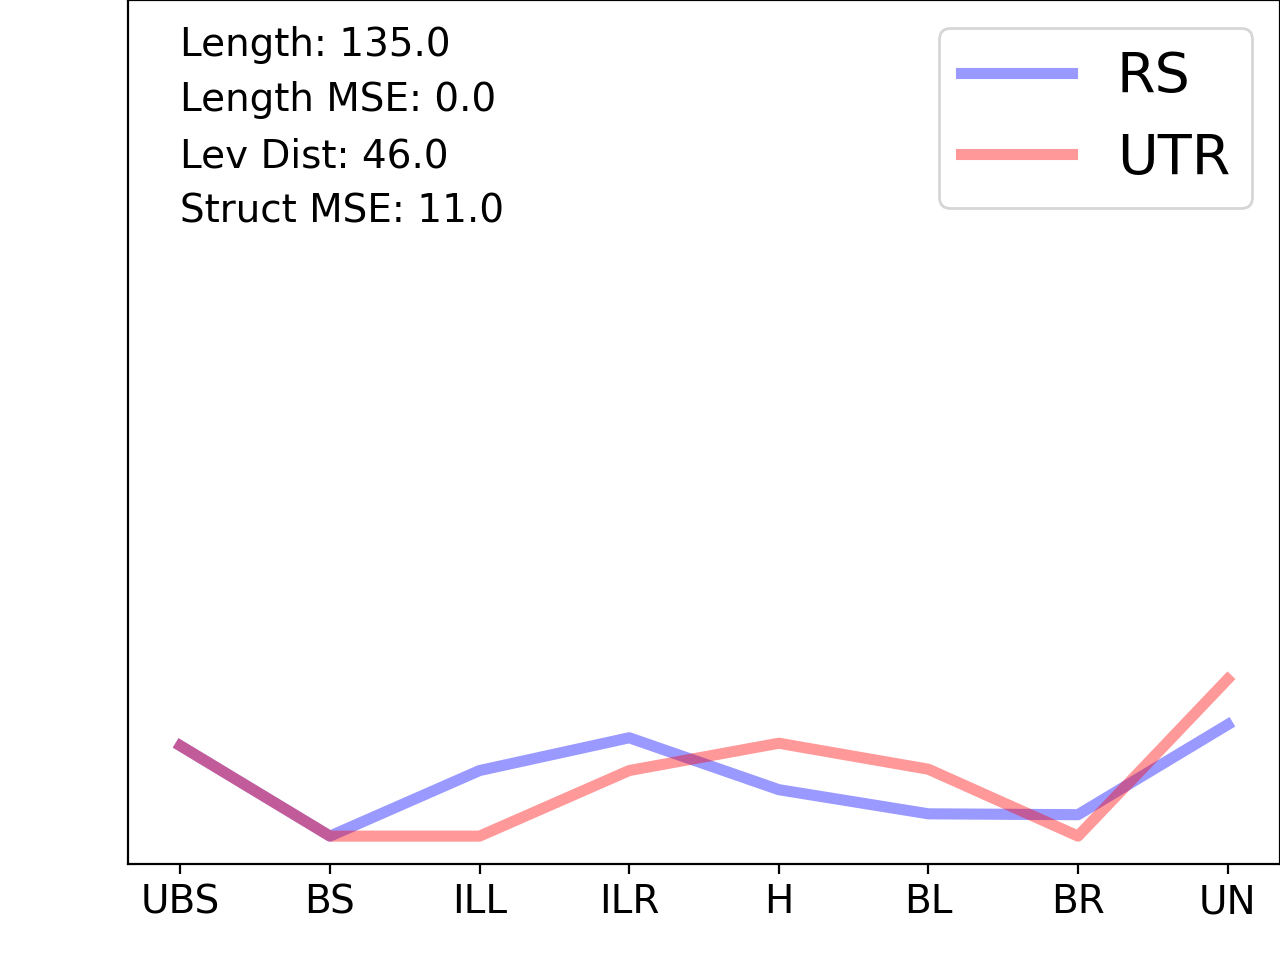 Length: 135.0
Length MSE: 0.0
Lev Dist: 46.0
Struct MSE: 11.0
RS
UTR
UBS BS ILL ILR H BL BR UN